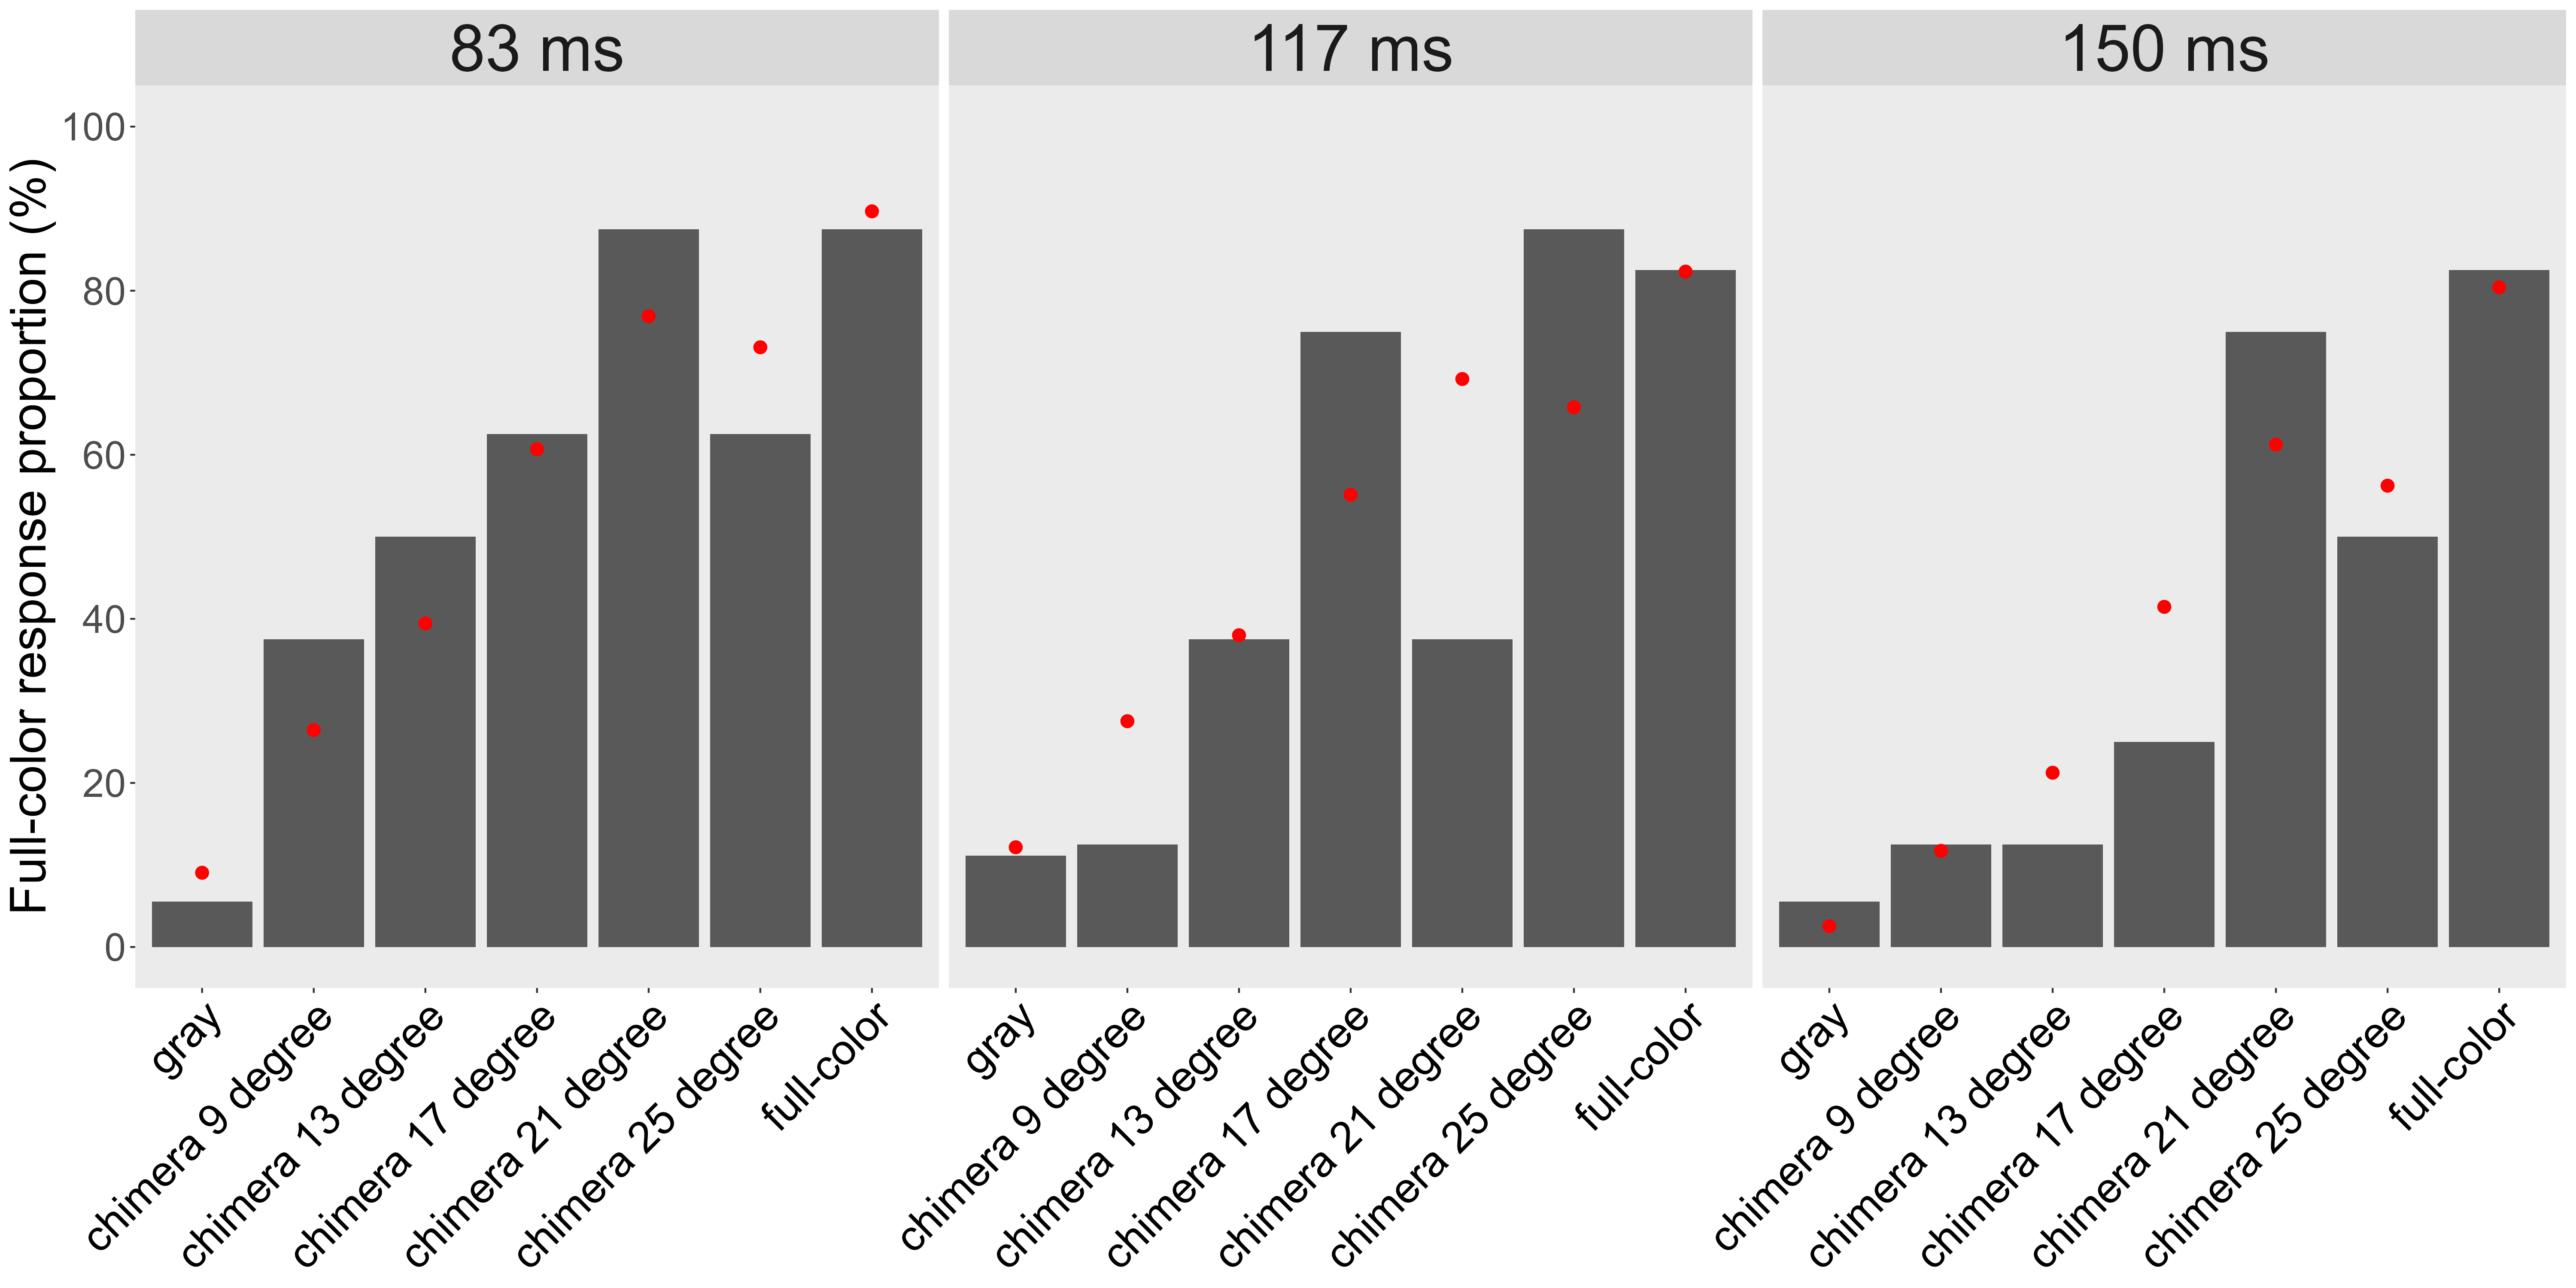 83 ms
117 ms
150 ms
Full-color response proportion (%)
100
80
60
40
20
0
gray
chimera 9 degree
chimera 13 degree
chimera 17 degree
chimera 21 degree
chimera 25 degree
full-color
gray
chimera 9 degree
chimera 13 degree
chimera 17 degree
chimera 21 degree
chimera 25 degree
full-color
gray
chimera 9 degree
chimera 13 degree
chimera 17 degree
chimera 21 degree
chimera 25 degree
full-color